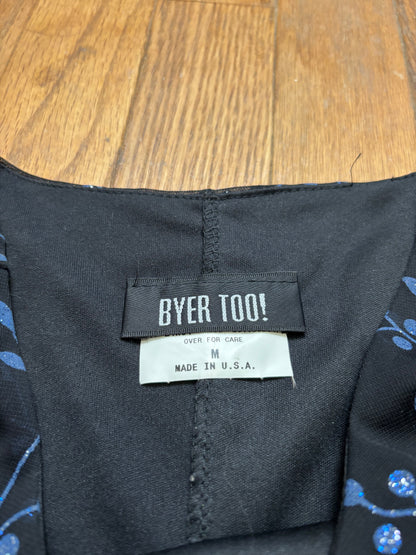 BYER TOO!
OVER FOR CARE
M
MADE IN U.S.A.